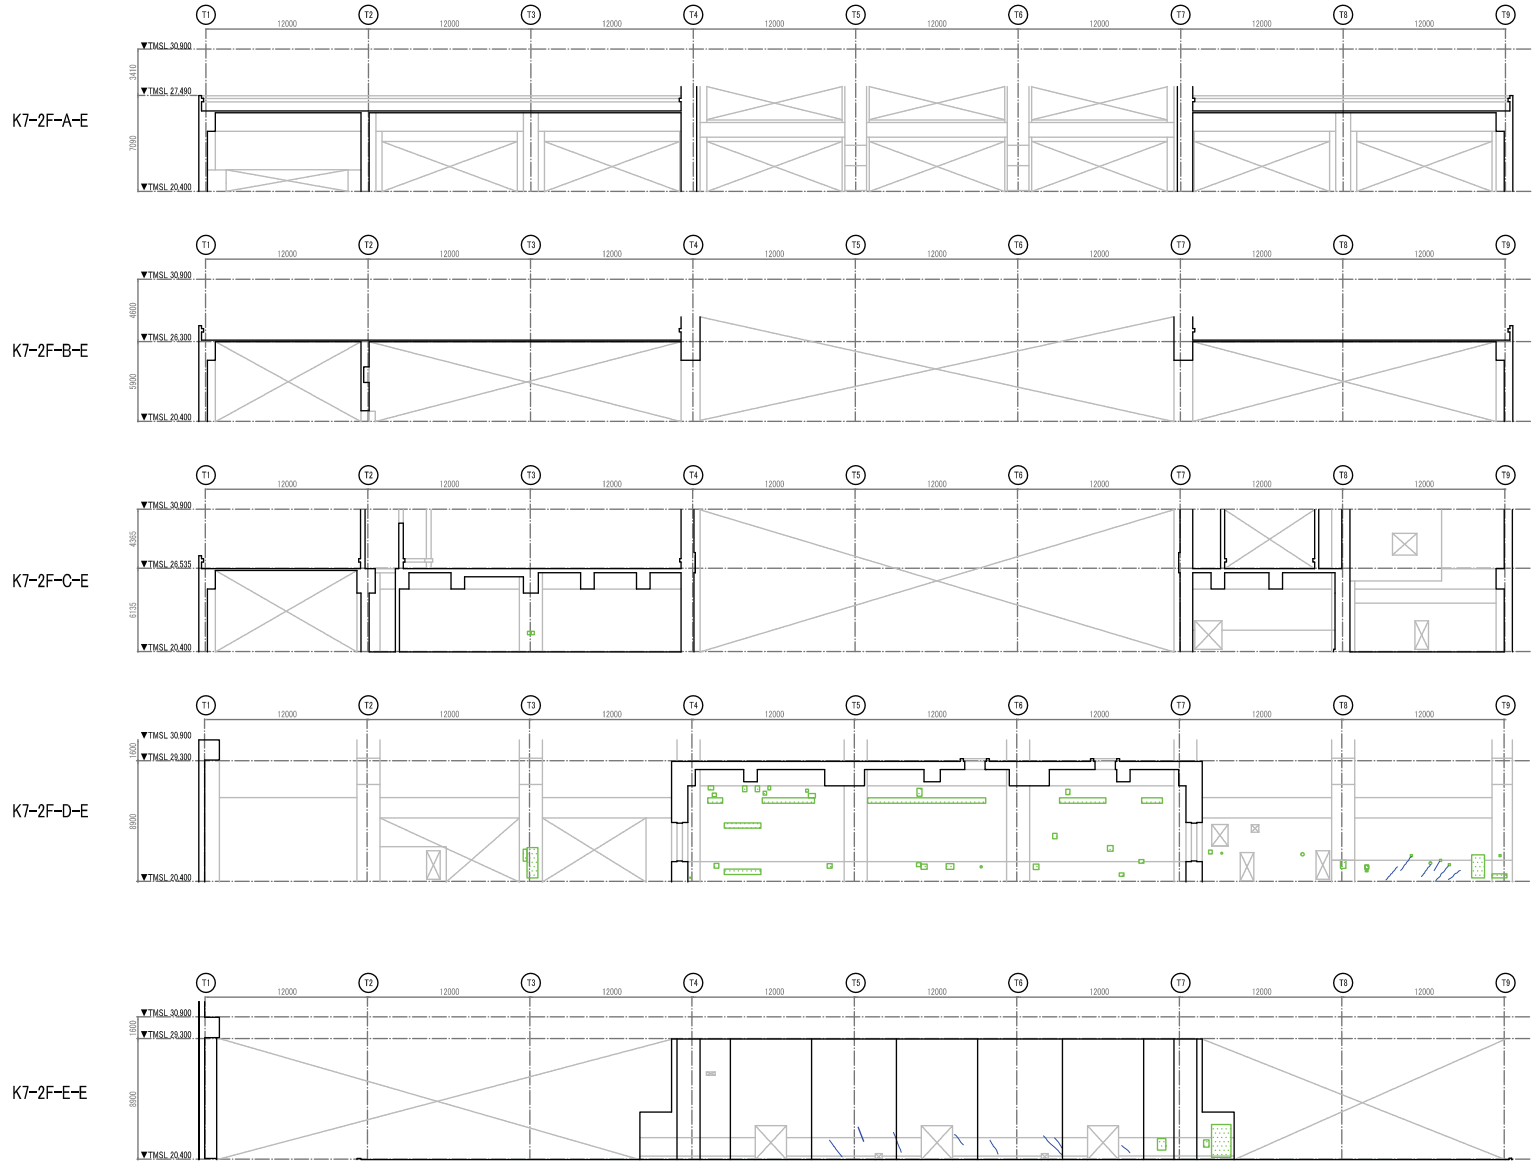 T1 T2 T3 T4 T5 T6 T7 T8 T9
12000 12000 12000 12000 12000 12000 12000 12000
▼TMSL 30,900
3410
▼TMSL 27,490
K7-2F-A-E
7090
▼TMSL 20,400
T1 T2 T3 T4 T5 T6 T7 T8 T9
12000 12000 12000 12000 12000 12000 12000 12000
▼TMSL 30,900
4600
▼TMSL 26,300
K7-2F-B-E
5900
▼TMSL 20,400
T1 T2 T3 T4 T5 T6 T7 T8 T9
12000 12000 12000 12000 12000 12000 12000 12000
▼TMSL 30,900
4365
▼TMSL 26,535
K7-2F-C-E
6135
▼TMSL 20,400
T1 T2 T3 T4 T5 T6 T7 T8 T9
12000 12000 12000 12000 12000 12000 12000 12000
▼TMSL 30,900
1600
▼TMSL 29,300
K7-2F-D-E
8900
▼TMSL 20,400
T1 T2 T3 T4 T5 T6 T7 T8 T9
12000 12000 12000 12000 12000 12000 12000 12000
▼TMSL 30,900
1600
▼TMSL 29,300
K7-2F-E-E
8900
▼TMSL 20,400